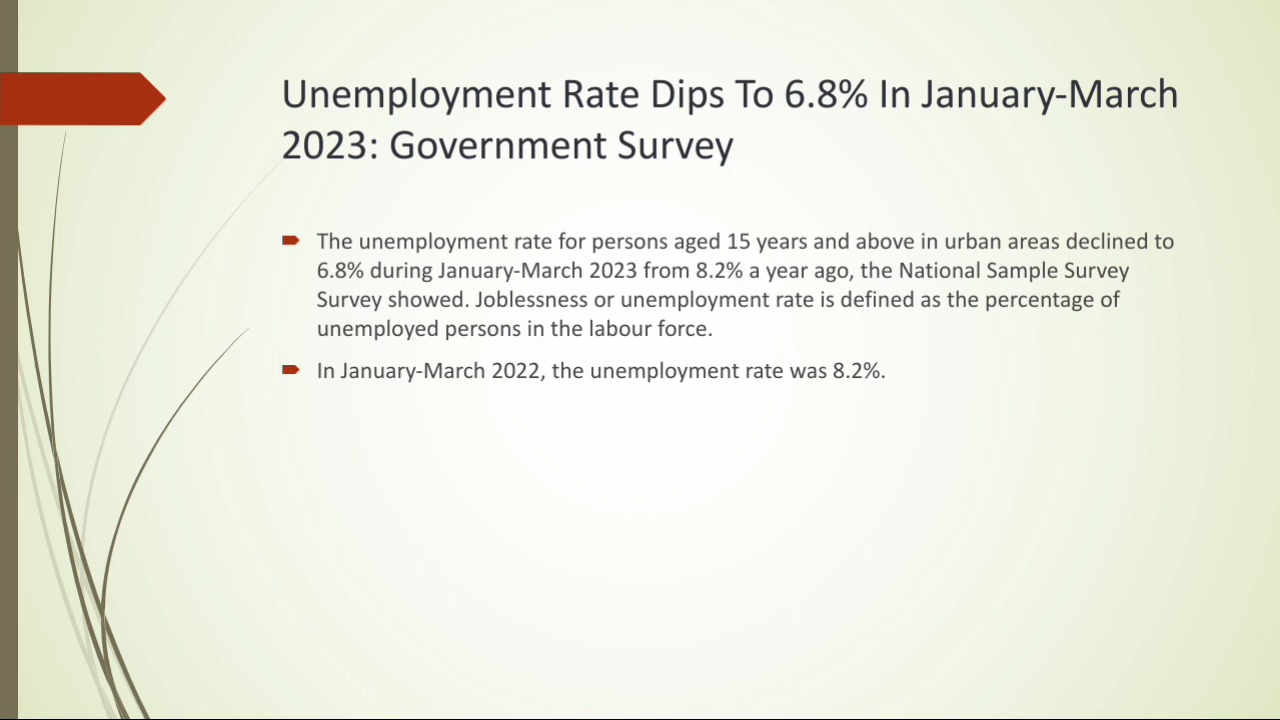 Unemployment Rate Dips To 6.8% In January-March
2023: Government Survey
The unemployment rate for persons aged 15 years and above in urban areas declined to
6.8% during January-March 2023 from 8.2% a year ago, the National Sample Survey
Survey showed. Joblessness or unemployment rate is defined as the percentage of
unemployed persons in the labour force.
In January-March 2022, the unemployment rate was 8.2%.